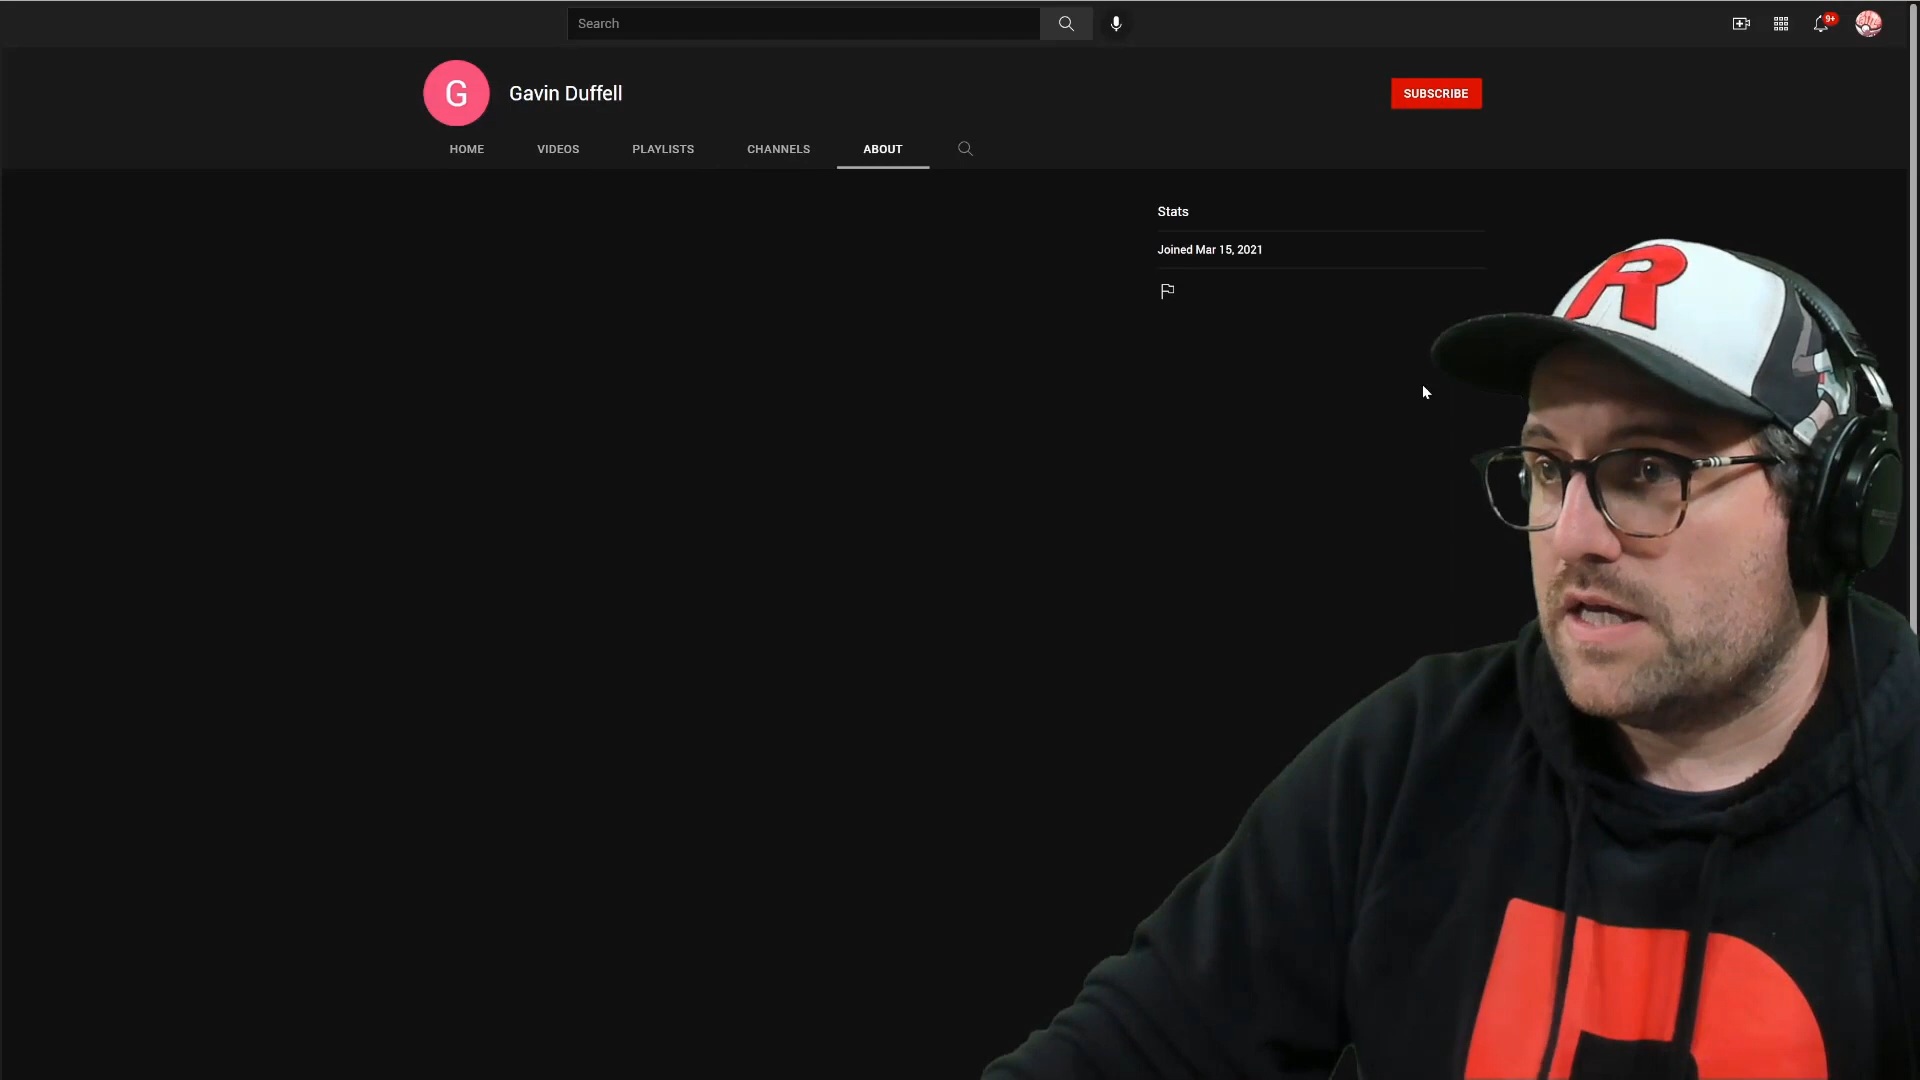 Search
9+
G
Gavin Duffell
SUBSCRIBE
HOME VIDEOS PLAYLISTS CHANNELS ABOUT
Stats
Joined Mar 15, 2021
R
R